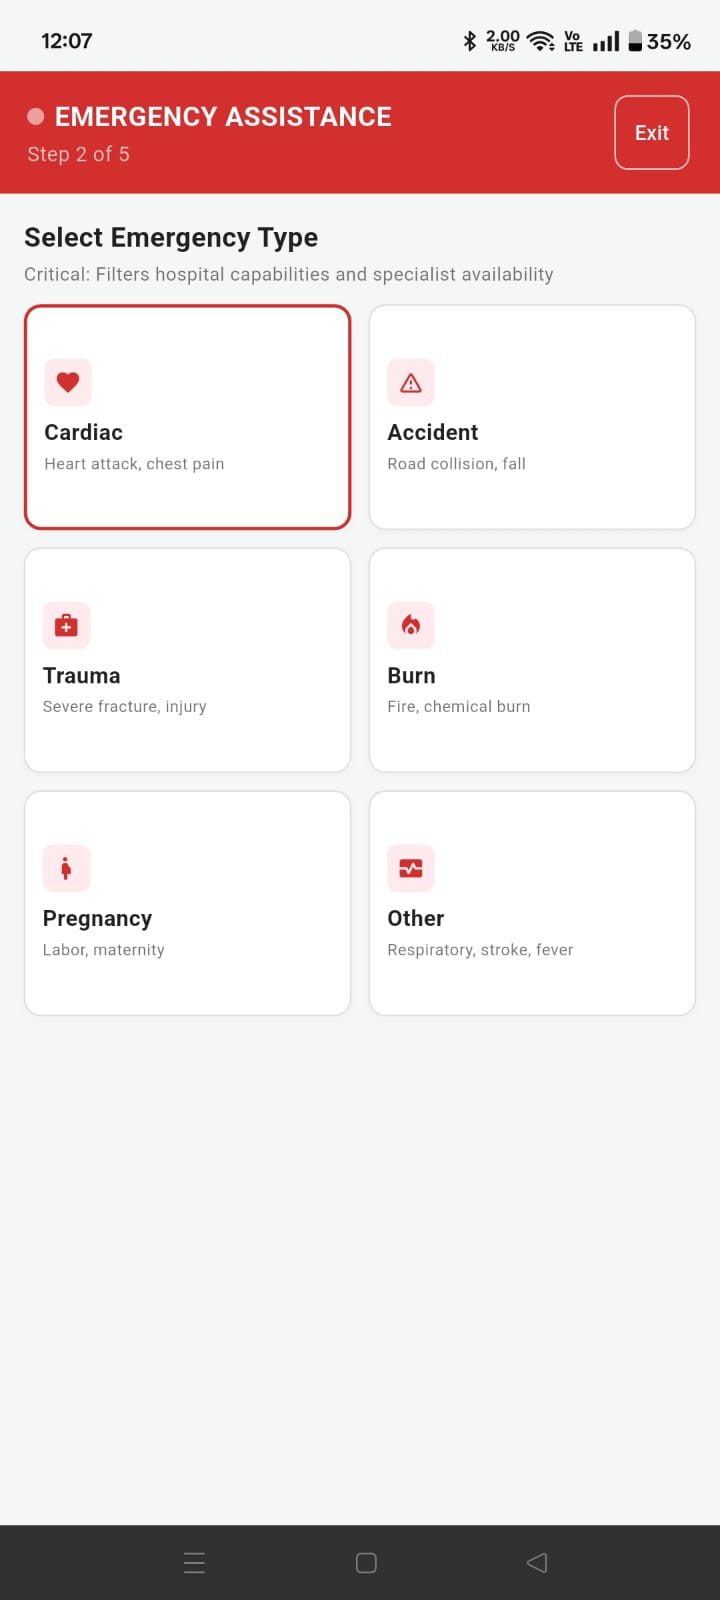 12:07
2.00 KB/S Vo LTE 35%
EMERGENCY ASSISTANCE
Step 2 of 5
Exit
Select Emergency Type
Critical: Filters hospital capabilities and specialist availability
Cardiac
Heart attack, chest pain
Accident
Road collision, fall
Trauma
Severe fracture, injury
Burn
Fire, chemical burn
Pregnancy
Labor, maternity
Other
Respiratory, stroke, fever